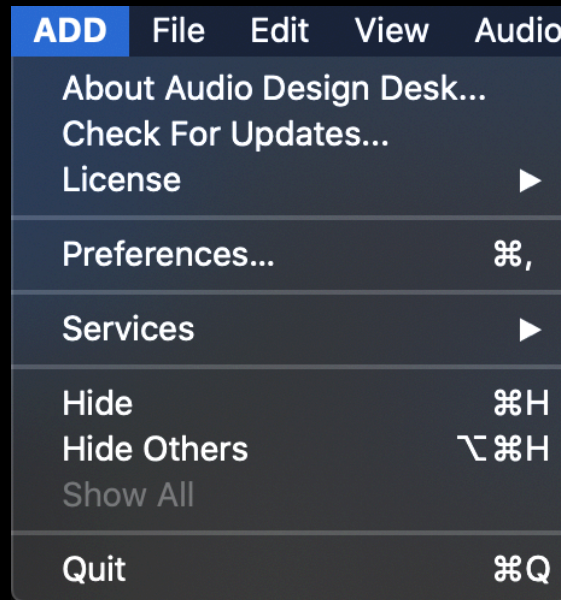 ADD File Edit View Audio
About Audio Design Desk...
Check For Updates...
License ▶
Preferences... ⌘,
Services ▶
Hide ⌘H
Hide Others ⌥⌘H
Show All
Quit ⌘Q